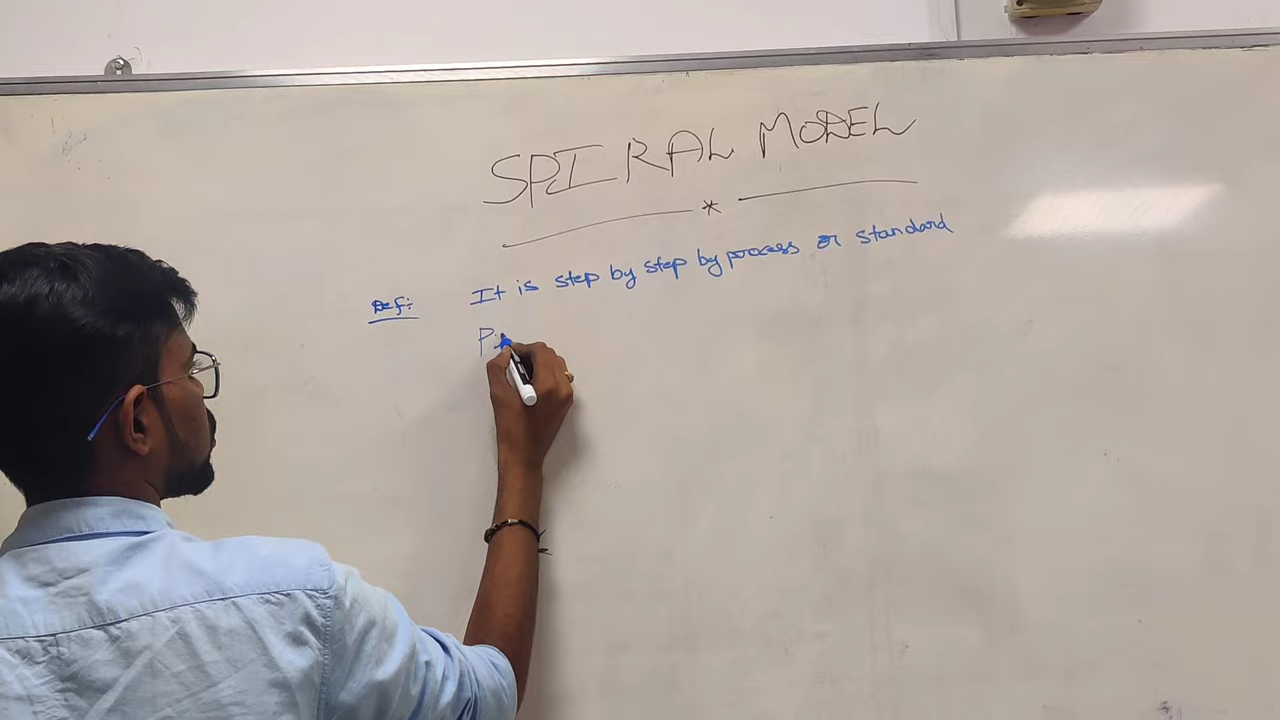 SPIRAL MODEL
*
Def:- It is step by step by process or standard